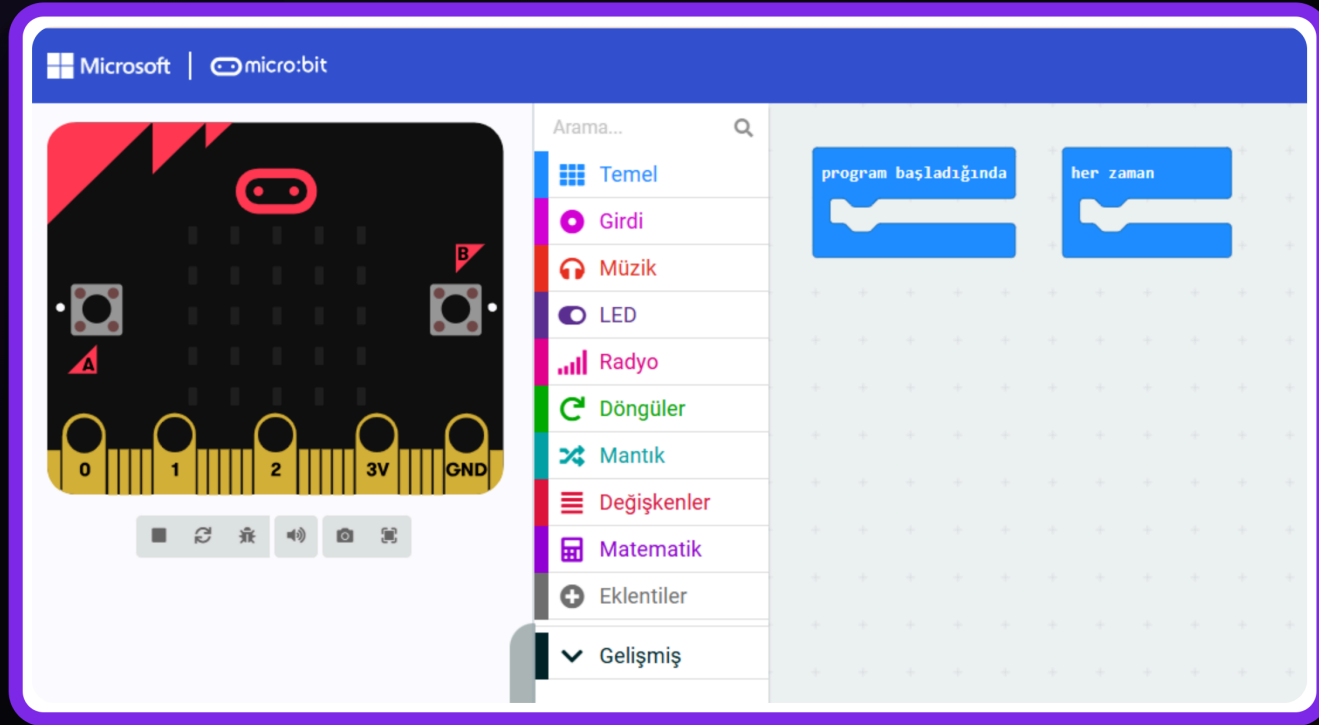 Microsoft | micro:bit
B
A
0 1 2 3V GND
Arama...
Temel
Girdi
Müzik
LED
Radyo
Döngüler
Mantık
Değişkenler
Matematik
Eklentiler
Gelişmiş
program başladığında
her zaman